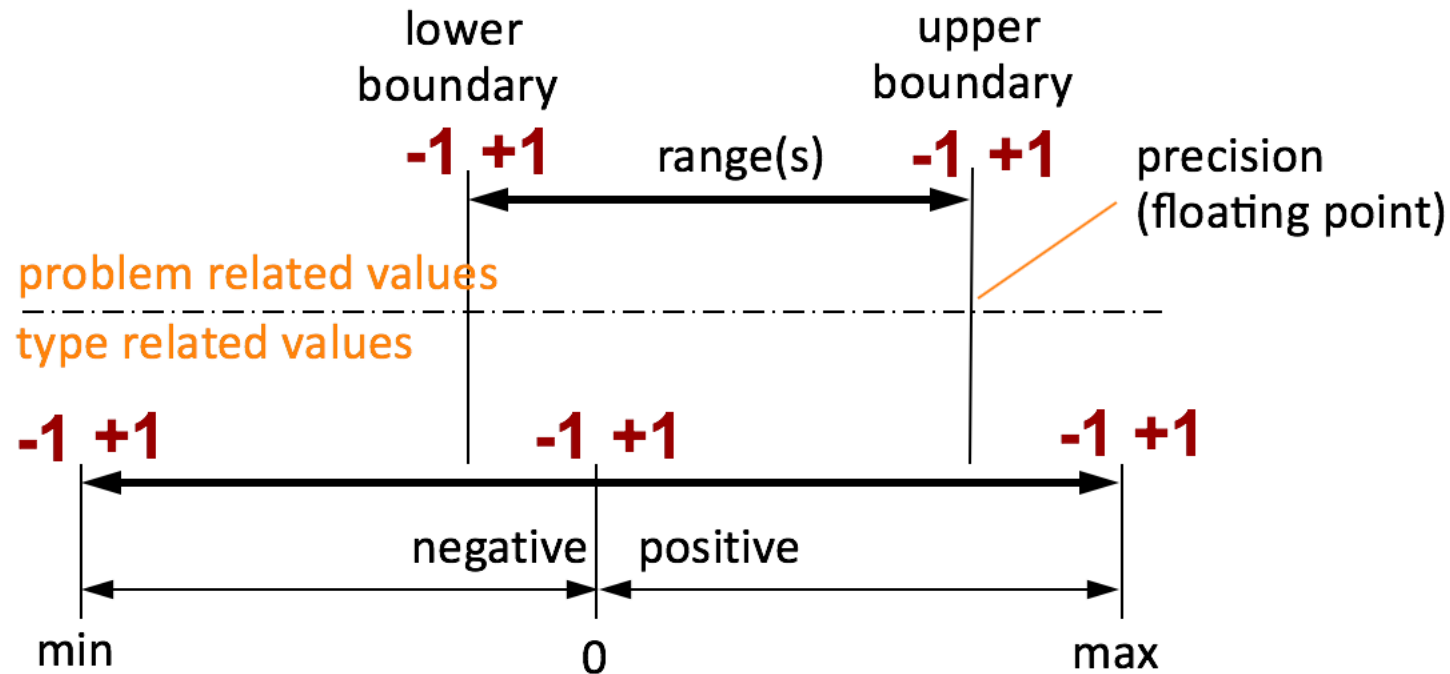 lower
boundary
upper
boundary
-1 +1
range(s)
-1 +1
precision
(floating point)
problem related values
type related values
-1 +1
-1 +1
-1 +1
negative
positive
min
0
max